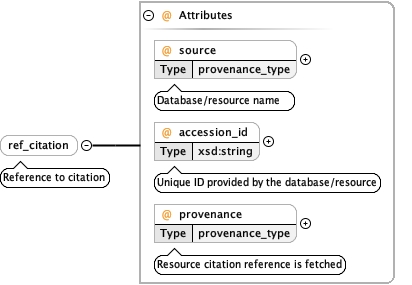 @ Attributes
@ source
Type provenance_type
Database/resource name
@ accession_id
Type xsd:string
Unique ID provided by the database/resource
ref_citation
Reference to citation
@ provenance
Type provenance_type
Resource citation reference is fetched